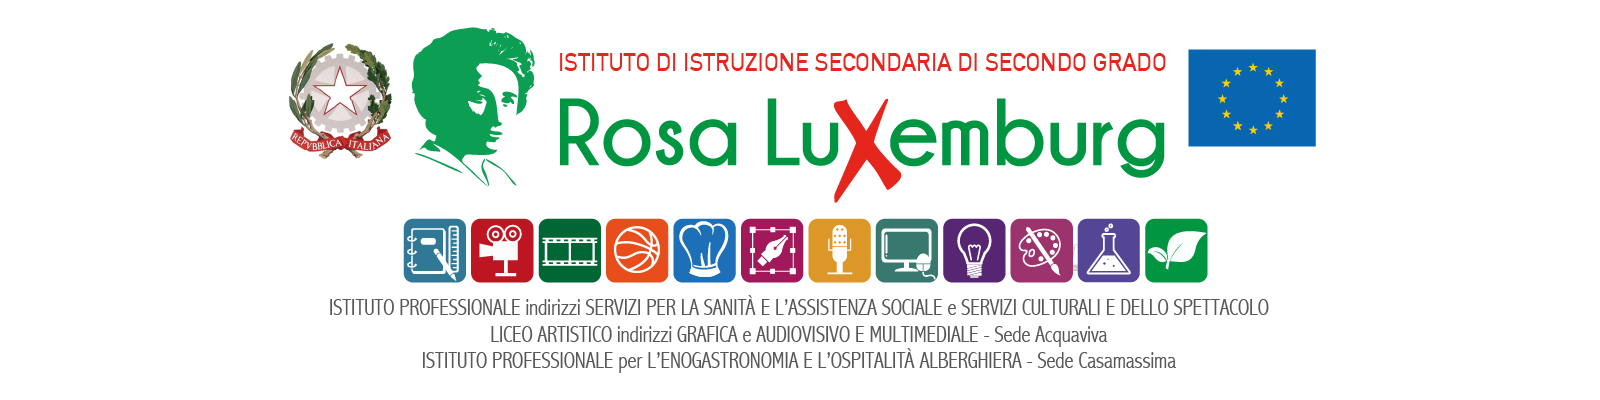 ISTITUTO DI ISTRUZIONE SECONDARIA DI SECONDO GRADO
Rosa Luxemburg
REPVBBLICA ITALIANA
ISTITUTO PROFESSIONALE indirizzi SERVIZI PER LA SANITÀ E L'ASSISTENZA SOCIALE e SERVIZI CULTURALI E DELLO SPETTACOLO
LICEO ARTISTICO indirizzi GRAFICA e AUDIOVISIVO E MULTIMEDIALE - Sede Acquaviva
ISTITUTO PROFESSIONALE per L'ENOGASTRONOMIA E L'OSPITALITÀ ALBERGHIERA - Sede Casamassima